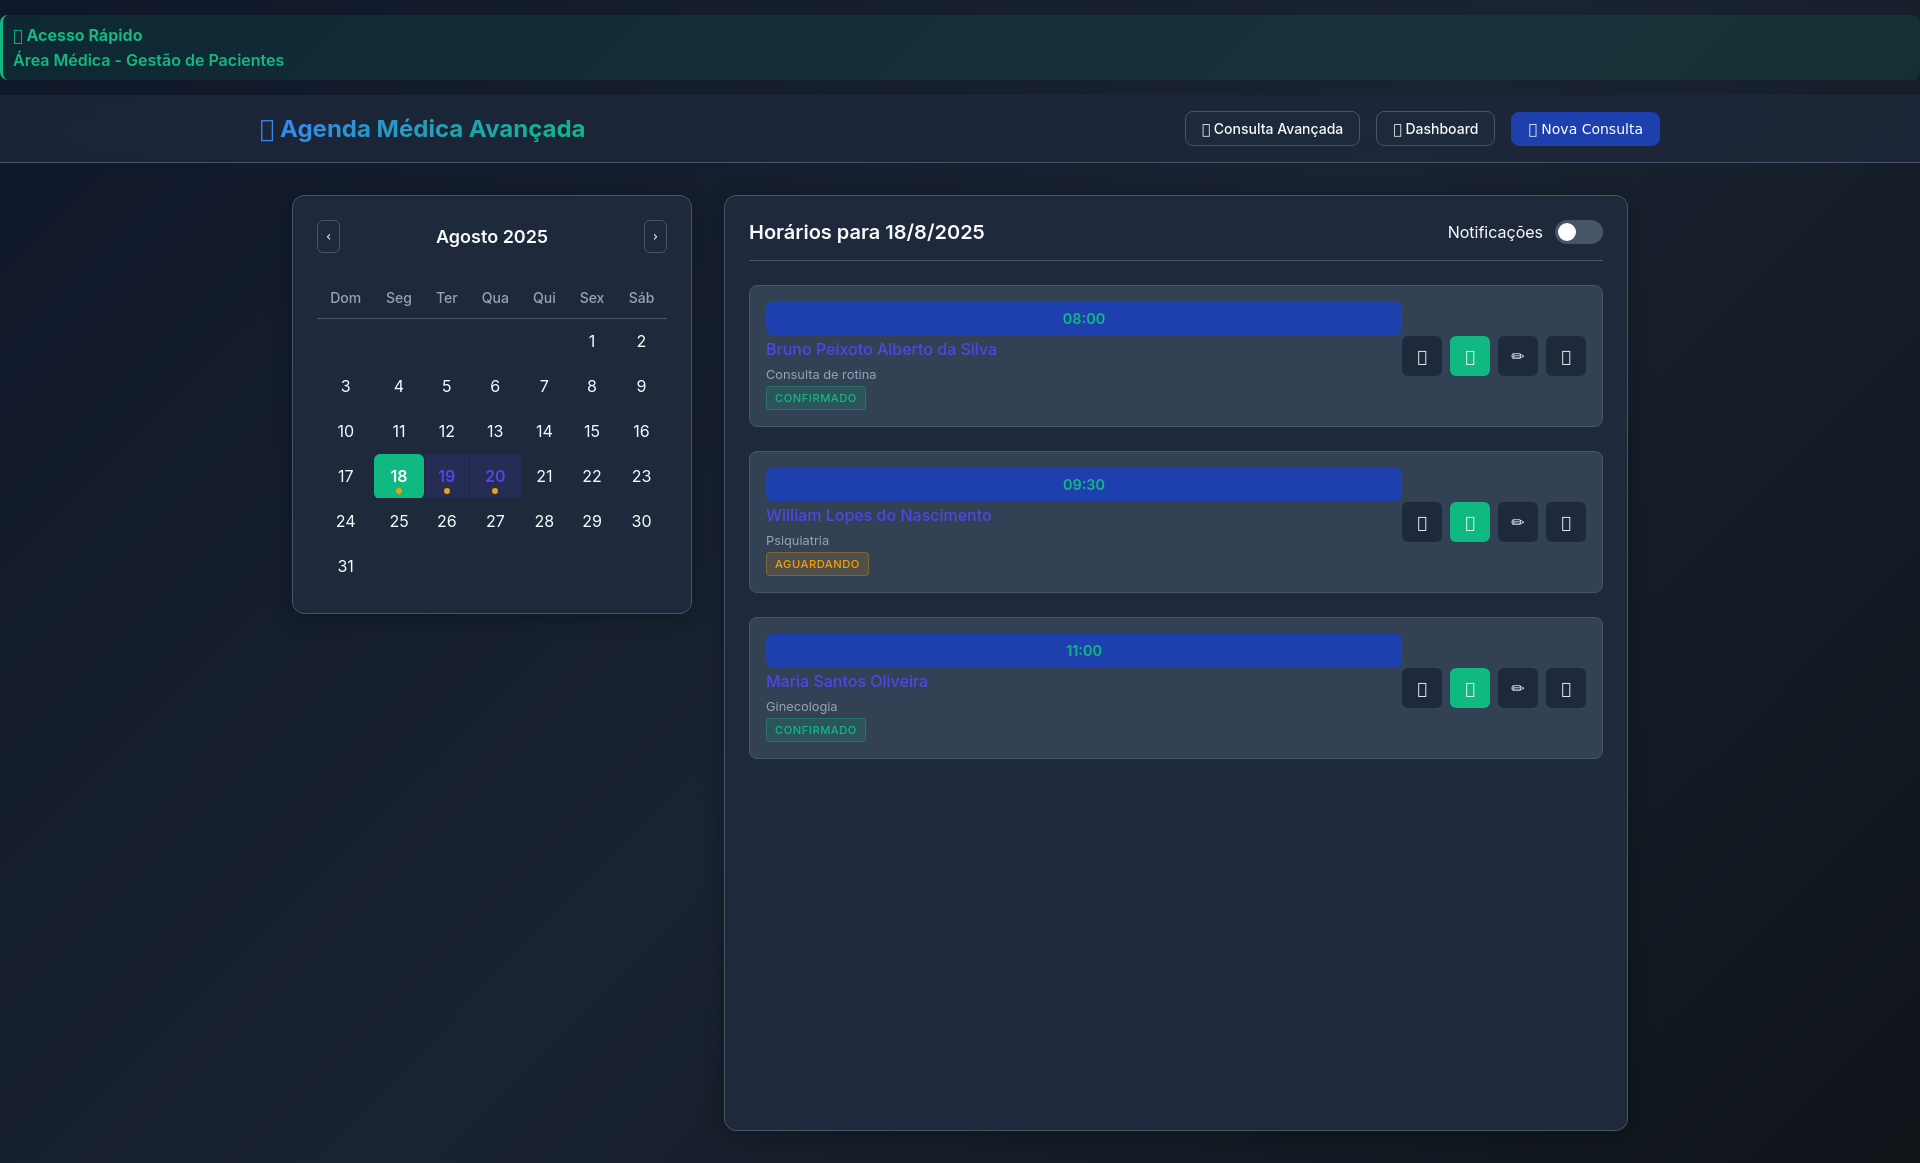 Acesso Rápido
Área Médica - Gestão de Pacientes
Agenda Médica Avançada
Consulta Avançada
Dashboard
Nova Consulta
‹
Agosto 2025
›
Dom Seg Ter Qua Qui Sex Sáb
1 2
3 4 5 6 7 8 9
10 11 12 13 14 15 16
17 18 19 20 21 22 23
24 25 26 27 28 29 30
31
Horários para 18/8/2025
Notificações
08:00
Bruno Peixoto Alberto da Silva
Consulta de rotina
CONFIRMADO
09:30
William Lopes do Nascimento
Psiquiatria
AGUARDANDO
11:00
Maria Santos Oliveira
Ginecologia
CONFIRMADO